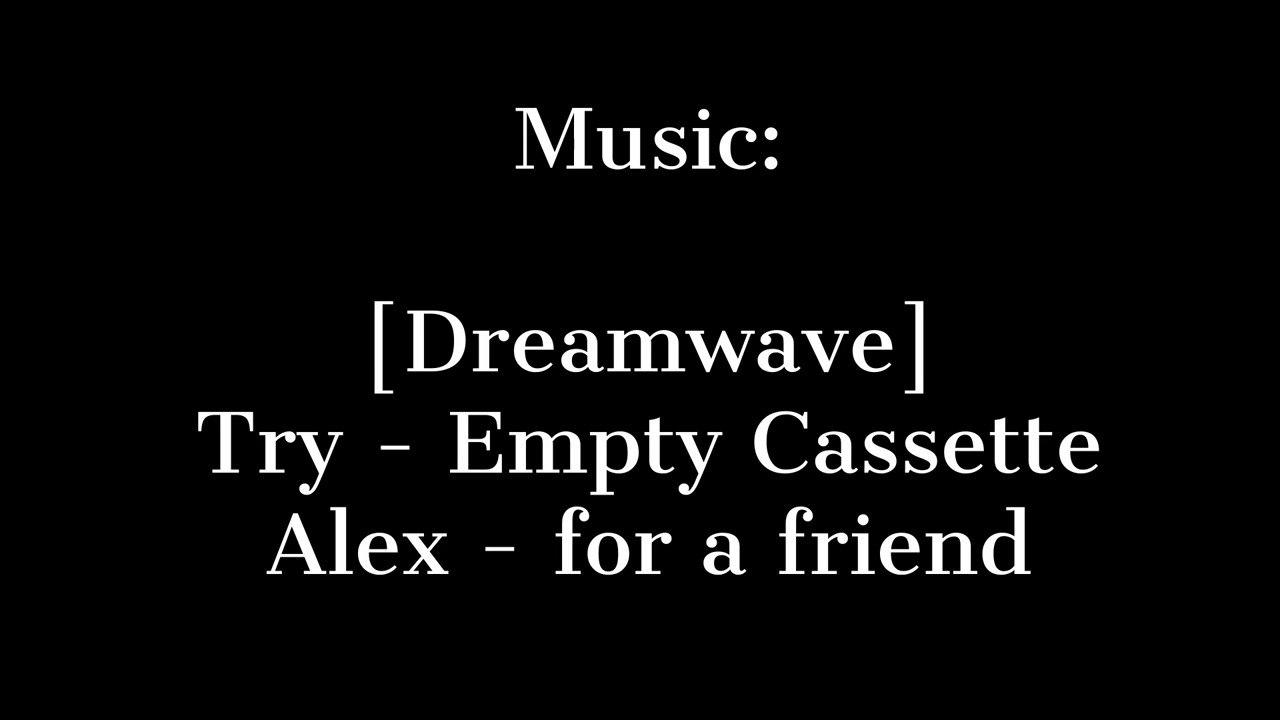 Music:
[Dreamwave]
Try - Empty Cassette
Alex - for a friend